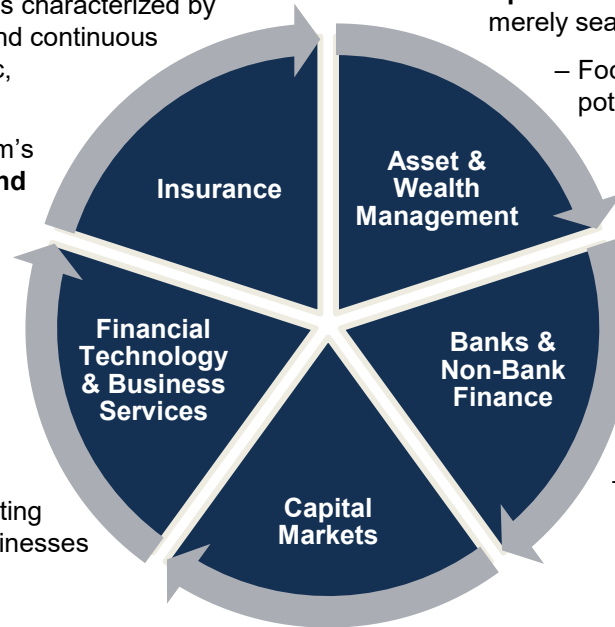 s characterized by
nd continuous
c,
m's
nd
merely sea
– Foc
pot
Insurance
Asset &
Wealth
Management
Financial
Technology
& Business
Services
Banks &
Non-Bank
Finance
Capital
Markets
ting
sinesses